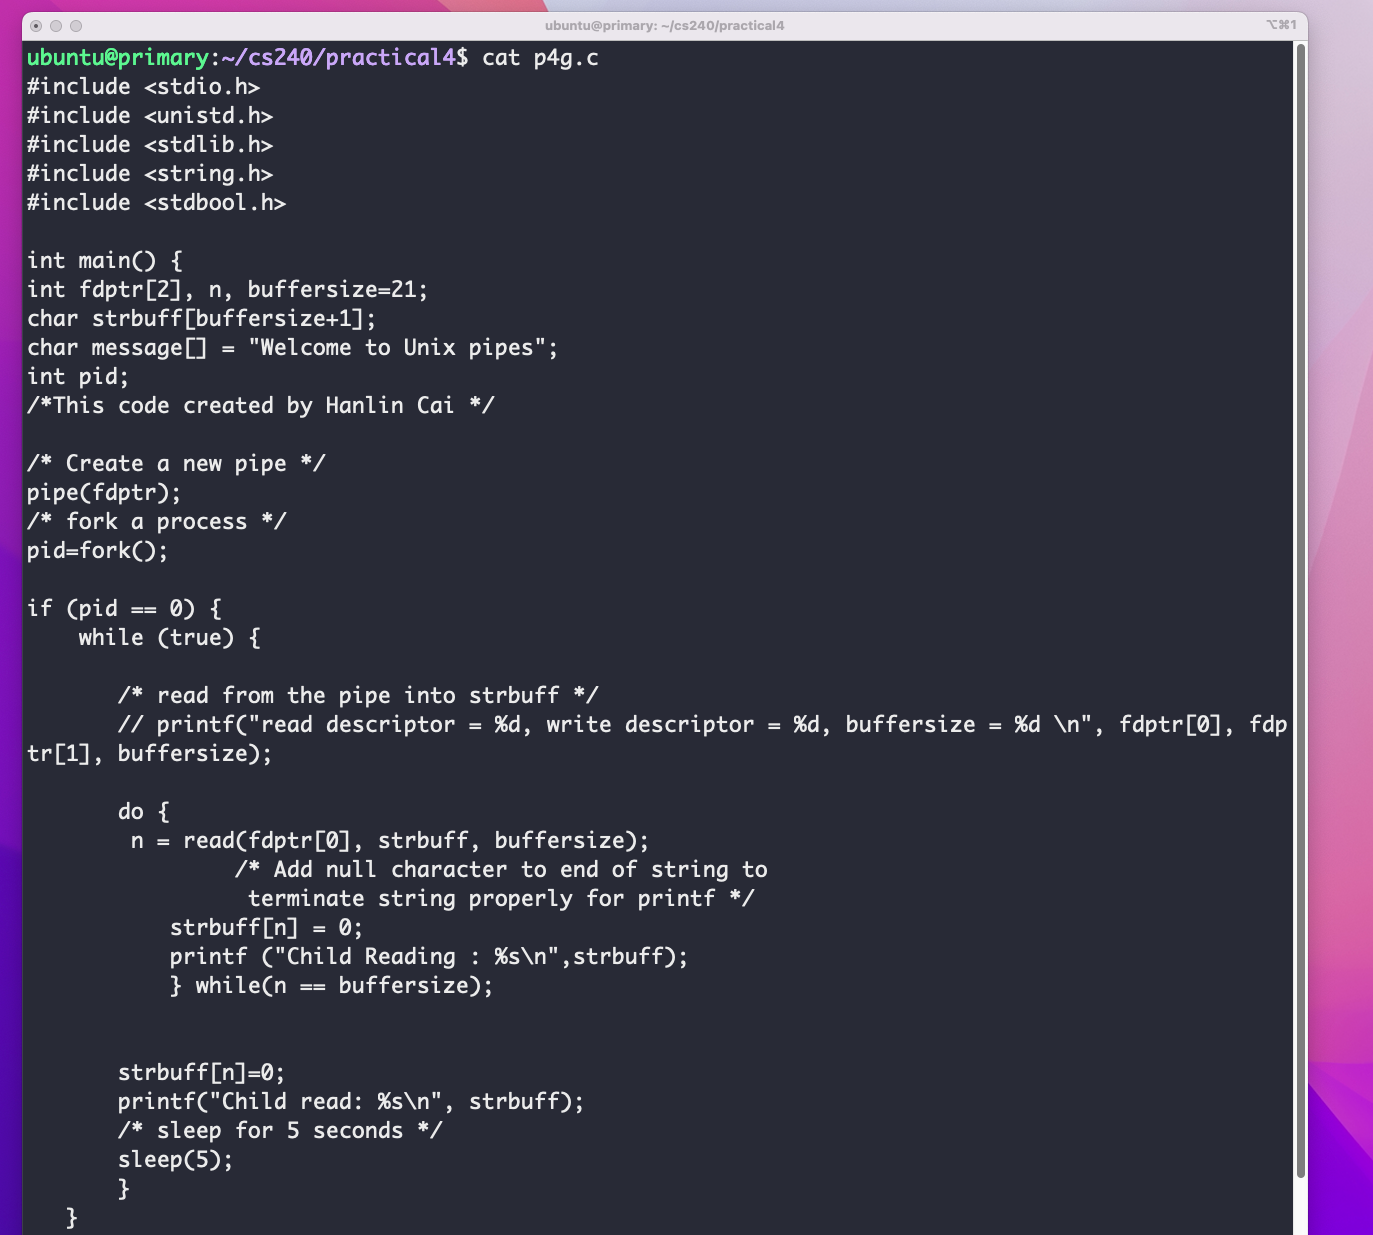 ubuntu@primary: ~/cs240/practical4
⌥⌘1
ubuntu@primary:~/cs240/practical4$ cat p4g.c
#include <stdio.h>
#include <unistd.h>
#include <stdlib.h>
#include <string.h>
#include <stdbool.h>
int main() {
int fdptr[2], n, buffersize=21;
char strbuff[buffersize+1];
char message[] = "Welcome to Unix pipes";
int pid;
/*This code created by Hanlin Cai */
/* Create a new pipe */
pipe(fdptr);
/* fork a process */
pid=fork();
if (pid == 0) {
    while (true) {
       /* read from the pipe into strbuff */
       // printf("read descriptor = %d, write descriptor = %d, buffersize = %d \n", fdptr[0], fdp
tr[1], buffersize);
       do {
        n = read(fdptr[0], strbuff, buffersize);
                /* Add null character to end of string to
                 terminate string properly for printf */
           strbuff[n] = 0;
           printf ("Child Reading : %s\n",strbuff);
           } while(n == buffersize);
       strbuff[n]=0;
       printf("Child read: %s\n", strbuff);
       /* sleep for 5 seconds */
       sleep(5);
       }
   }